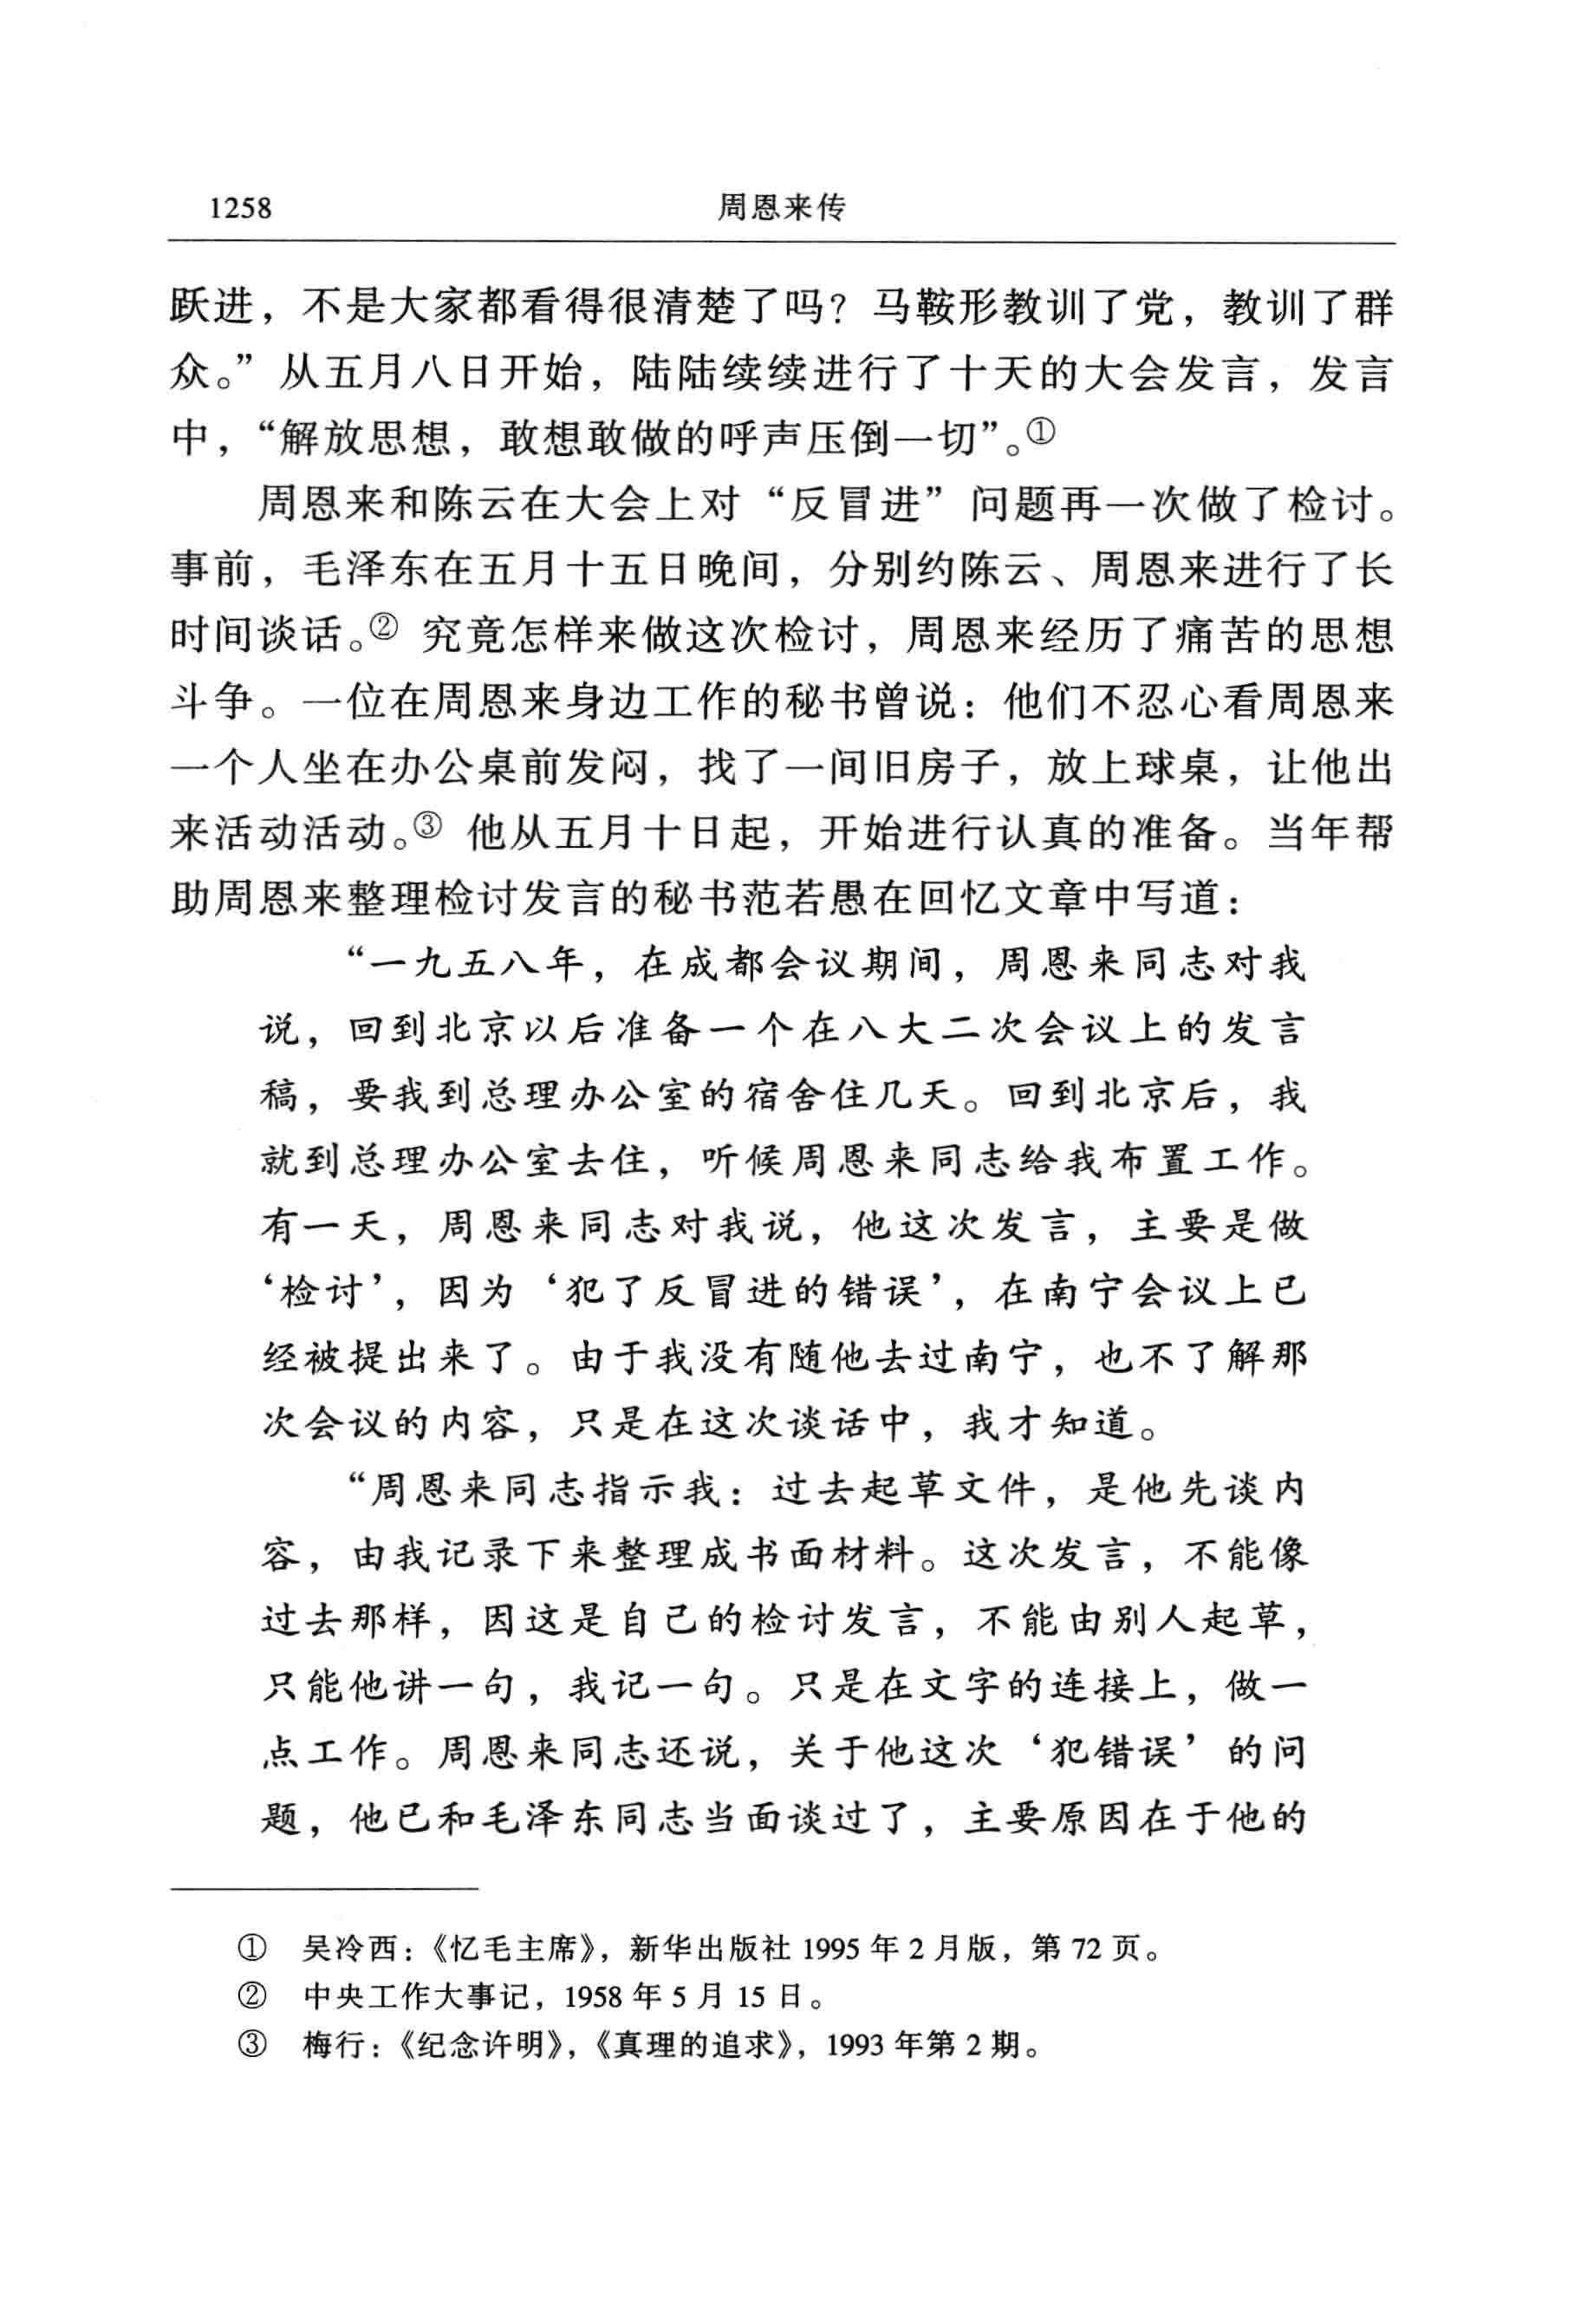 1258 周恩来传
跃进，不是大家都看得很清楚了吗？马鞍形教训了党，教训了群
众。”从五月八日开始，陆陆续续进行了十天的大会发言，发言
中，“解放思想，敢想敢做的呼声压倒一切”。①
周恩来和陈云在大会上对“反冒进”问题再一次做了检讨。
事前，毛泽东在五月十五日晚间，分别约陈云、周恩来进行了长
时间谈话。② 究竟怎样来做这次检讨，周恩来经历了痛苦的思想
斗争。一位在周恩来身边工作的秘书曾说：他们不忍心看周恩来
一个人坐在办公桌前发闷，找了一间旧房子，放上球桌，让他出
来活动活动。③ 他从五月十日起，开始进行认真的准备。当年帮
助周恩来整理检讨发言的秘书范若愚在回忆文章中写道：
“一九五八年，在成都会议期间，周恩来同志对我
说，回到北京以后准备一个在八大二次会议上的发言
稿，要我到总理办公室的宿舍住几天。回到北京后，我
就到总理办公室去住，听候周恩来同志给我布置工作。
有一天，周恩来同志对我说，他这次发言，主要是做
‘检讨’，因为‘犯了反冒进的错误’，在南宁会议上已
经被提出来了。由于我没有随他去过南宁，也不了解那
次会议的内容，只是在这次谈话中，我才知道。
“周恩来同志指示我：过去起草文件，是他先谈内
容，由我记录下来整理成书面材料。这次发言，不能像
过去那样，因这是自己的检讨发言，不能由别人起草，
只能他讲一句，我记一句。只是在文字的连接上，做一
点工作。周恩来同志还说，关于他这次‘犯错误’的问
题，他已和毛泽东同志当面谈过了，主要原因在于他的
① 吴冷西：《忆毛主席》，新华出版社 1995 年 2 月版，第 72 页。
② 中央工作大事记，1958 年 5 月 15 日。
③ 梅行：《纪念许明》，《真理的追求》，1993 年第 2 期。